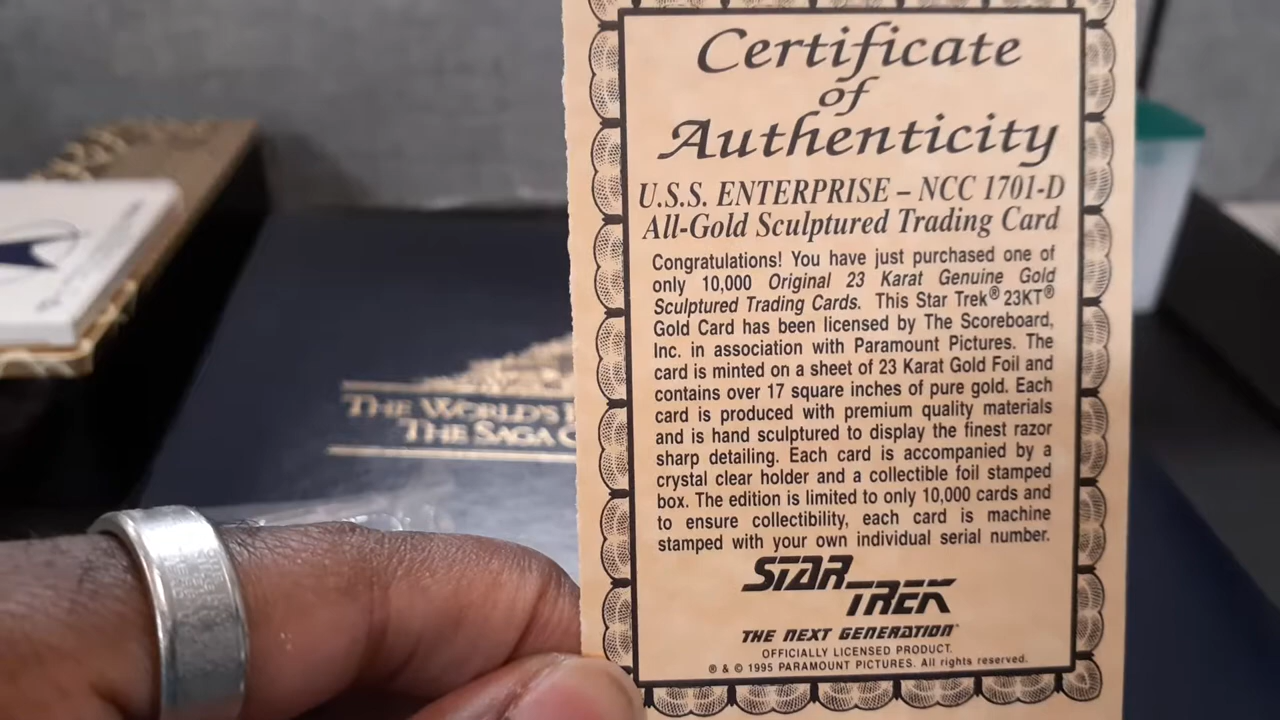 Certificate
of
Authenticity
U.S.S. ENTERPRISE – NCC 1701-D
All-Gold Sculptured Trading Card
Congratulations! You have just purchased one of
only 10,000 Original 23 Karat Genuine Gold
Sculptured Trading Cards. This Star Trek® 23KT®
Gold Card has been licensed by The Scoreboard,
Inc. in association with Paramount Pictures. The
card is minted on a sheet of 23 Karat Gold Foil and
contains over 17 square inches of pure gold. Each
card is produced with premium quality materials
and is hand sculptured to display the finest razor
sharp detailing. Each card is accompanied by a
crystal clear holder and a collectible foil stamped
box. The edition is limited to only 10,000 cards and
to ensure collectibility, each card is machine
stamped with your own individual serial number.
STAR
TREK
THE NEXT GENERATION
OFFICIALLY LICENSED PRODUCT.
® & © 1995 PARAMOUNT PICTURES. All rights reserved.
THE WORLDS
THE SAGA